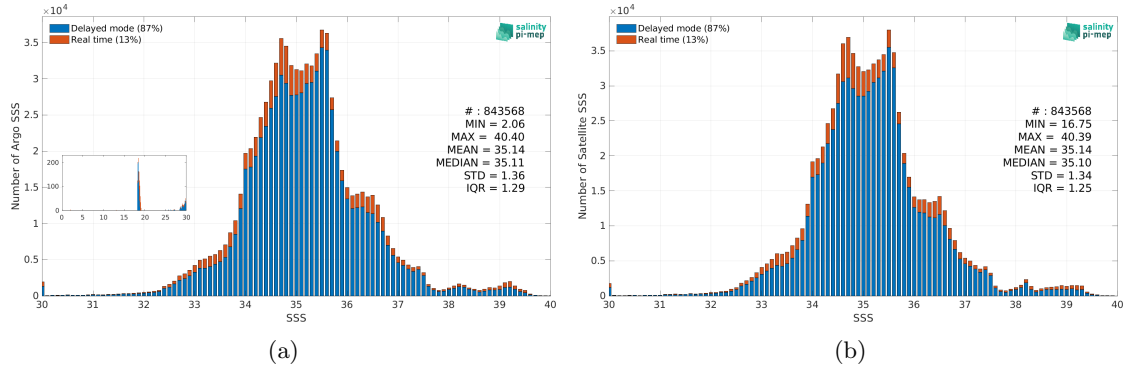 ×10⁴
Delayed mode (87%)
Real time (13%)
salinity
pi-mep
3.5
3
2.5
2
1.5
1
0.5
0
Number of Argo SSS
# : 843568
MIN = 2.06
MAX = 40.40
MEAN = 35.14
MEDIAN = 35.11
STD = 1.36
IQR = 1.29
200
100
0
0 5 10 15 20 25 30
30 31 32 33 34 35 36 37 38 39 40
SSS
(a)
×10⁴
Delayed mode (87%)
Real time (13%)
salinity
pi-mep
3.5
3
2.5
2
1.5
1
0.5
0
Number of Satellite SSS
# : 843568
MIN = 16.75
MAX = 40.39
MEAN = 35.14
MEDIAN = 35.10
STD = 1.34
IQR = 1.25
30 31 32 33 34 35 36 37 38 39 40
SSS
(b)